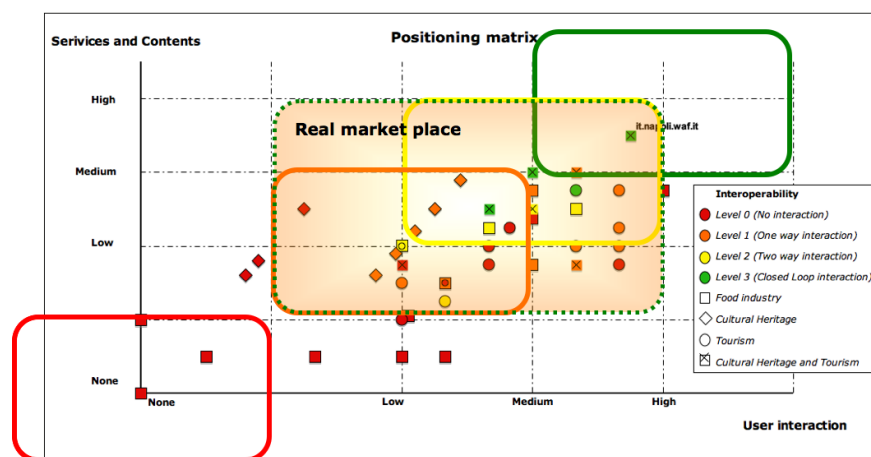 Positioning matrix
Serivices and Contents
High
Real market place
it.napoli.waf.it
Medium
Interoperability
Level 0 (No interaction)
Level 1 (One way interaction)
Low
Level 2 (Two way interaction)
Level 3 (Closed Loop interaction)
Food industry
Cultural Heritage
Tourism
Cultural Heritage and Tourism
None
None
Low
Medium
High
User interaction